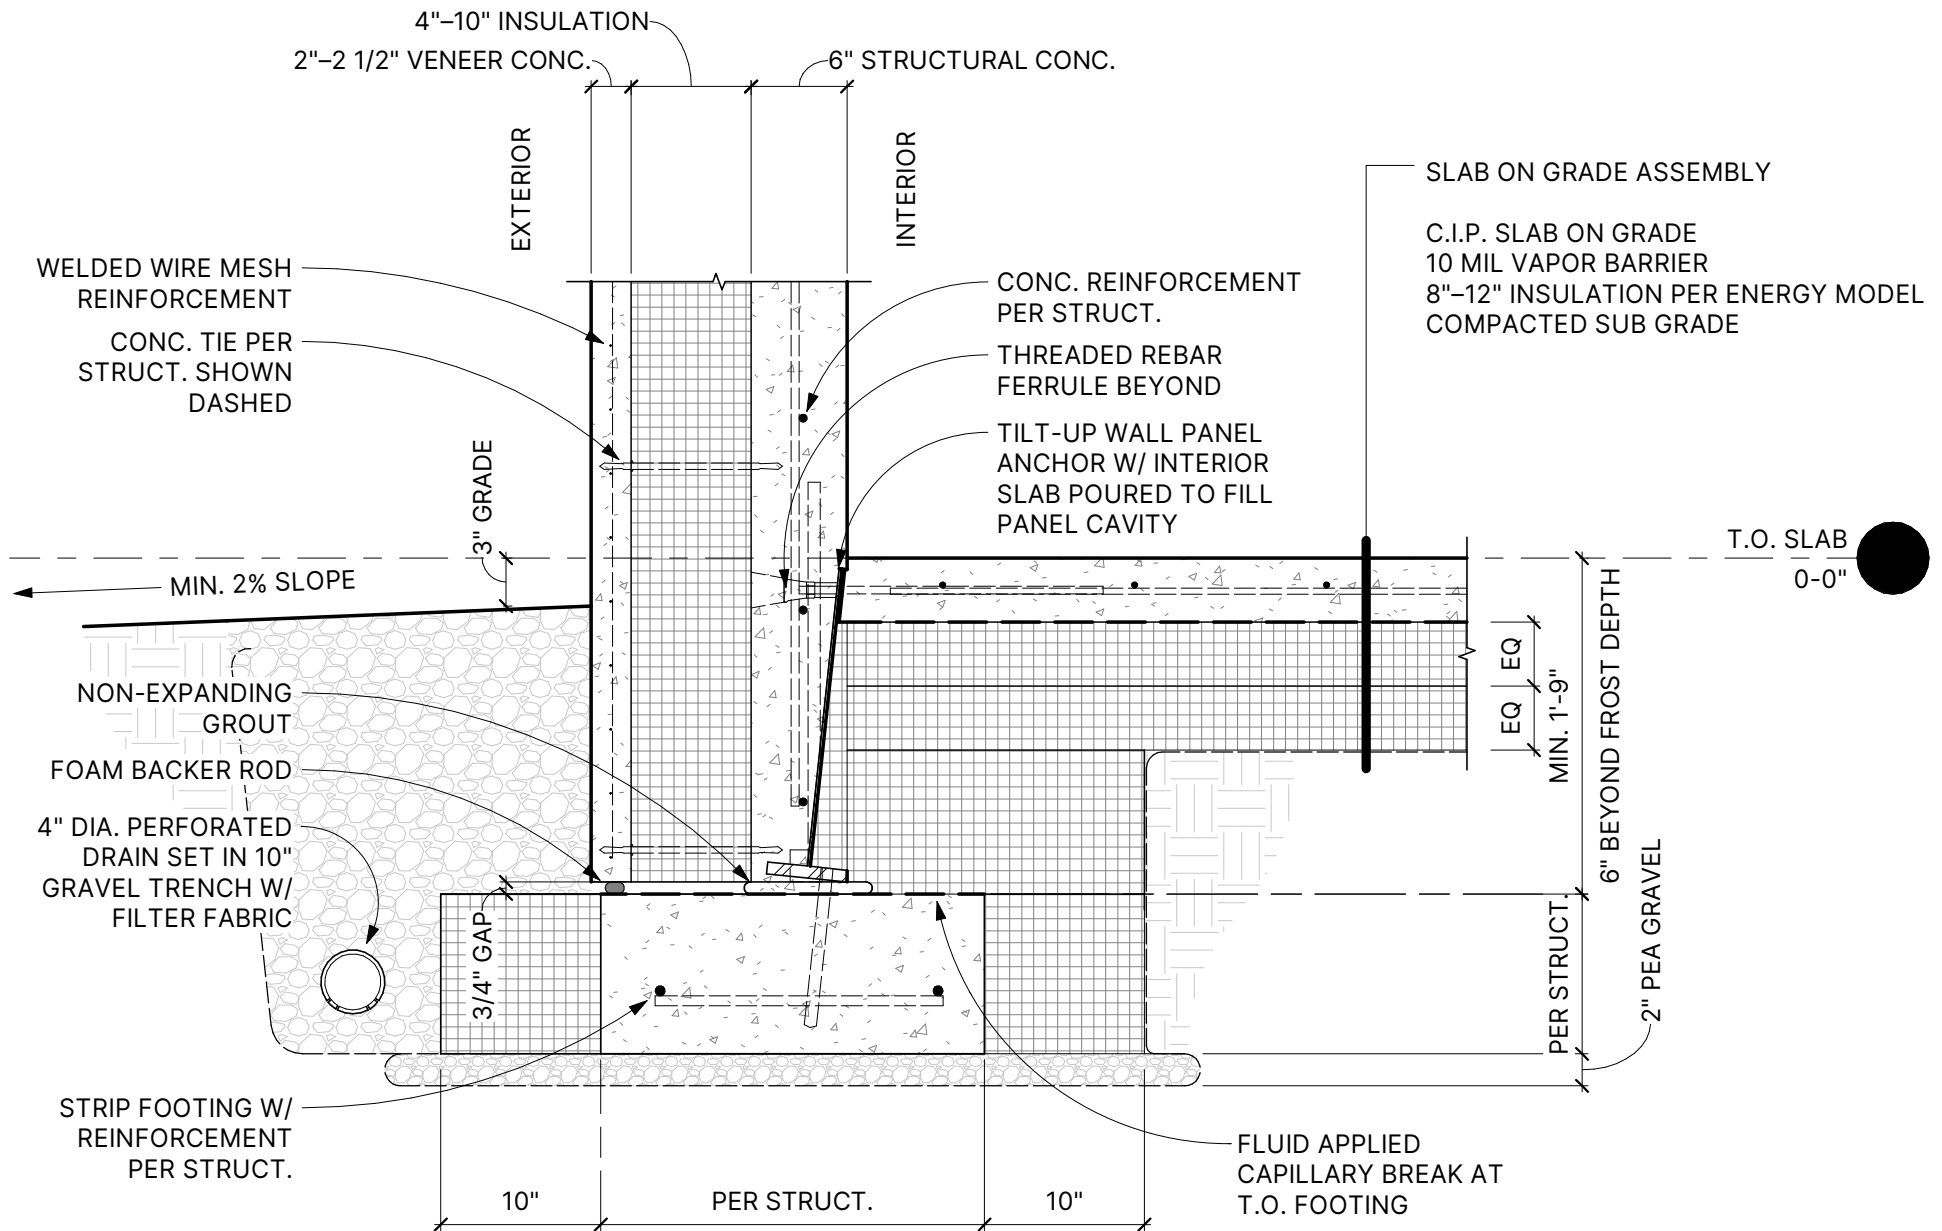 4"–10" INSULATION
2"–2 1/2" VENEER CONC.
6" STRUCTURAL CONC.
EXTERIOR
INTERIOR
SLAB ON GRADE ASSEMBLY
C.I.P. SLAB ON GRADE
10 MIL VAPOR BARRIER
8"–12" INSULATION PER ENERGY MODEL
COMPACTED SUB GRADE
WELDED WIRE MESH
REINFORCEMENT
CONC. TIE PER
STRUCT. SHOWN
DASHED
CONC. REINFORCEMENT
PER STRUCT.
THREADED REBAR
FERRULE BEYOND
TILT-UP WALL PANEL
ANCHOR W/ INTERIOR
SLAB POURED TO FILL
PANEL CAVITY
3" GRADE
T.O. SLAB
0-0"
MIN. 2% SLOPE
NON-EXPANDING
GROUT
FOAM BACKER ROD
4" DIA. PERFORATED
DRAIN SET IN 10"
GRAVEL TRENCH W/
FILTER FABRIC
EQ
EQ
MIN. 1'-9"
6" BEYOND FROST DEPTH
3/4" GAP
PER STRUCT.
2" PEA GRAVEL
STRIP FOOTING W/
REINFORCEMENT
PER STRUCT.
FLUID APPLIED
CAPILLARY BREAK AT
T.O. FOOTING
10"
PER STRUCT.
10"